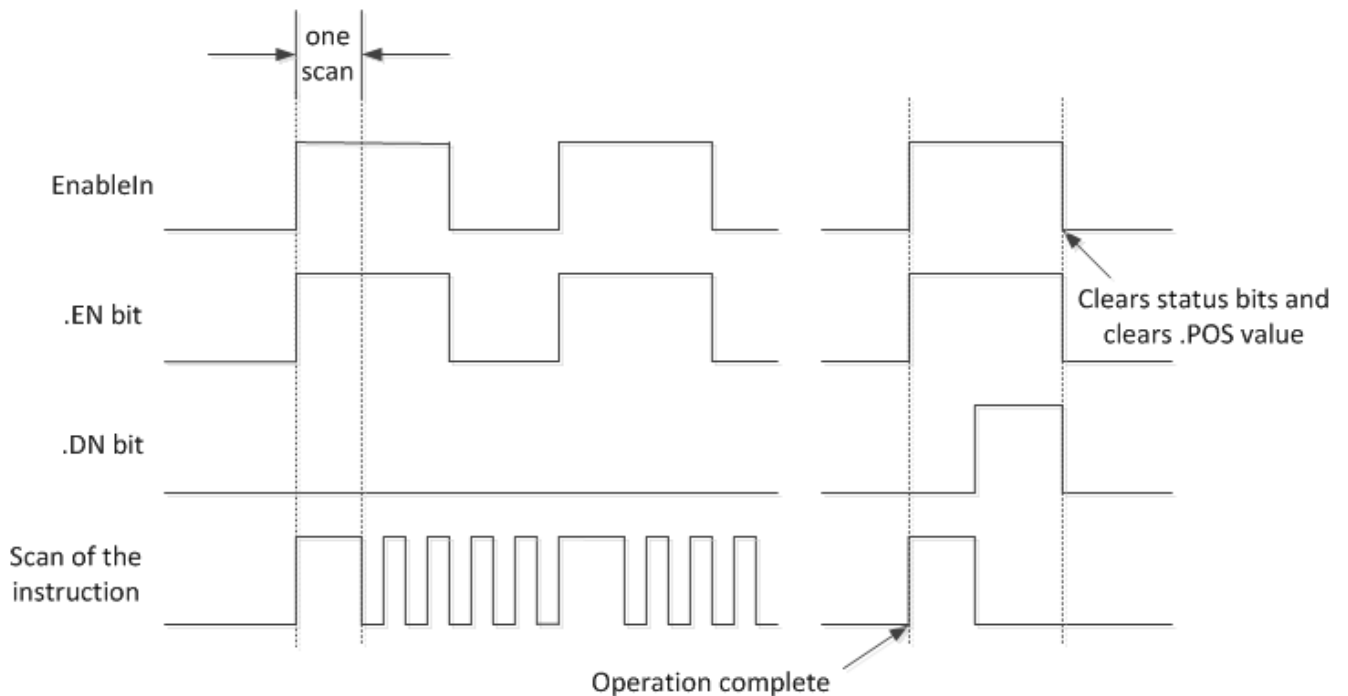 one
scan
EnableIn
.EN bit
Clears status bits and
clears .POS value
.DN bit
Scan of the
instruction
Operation complete